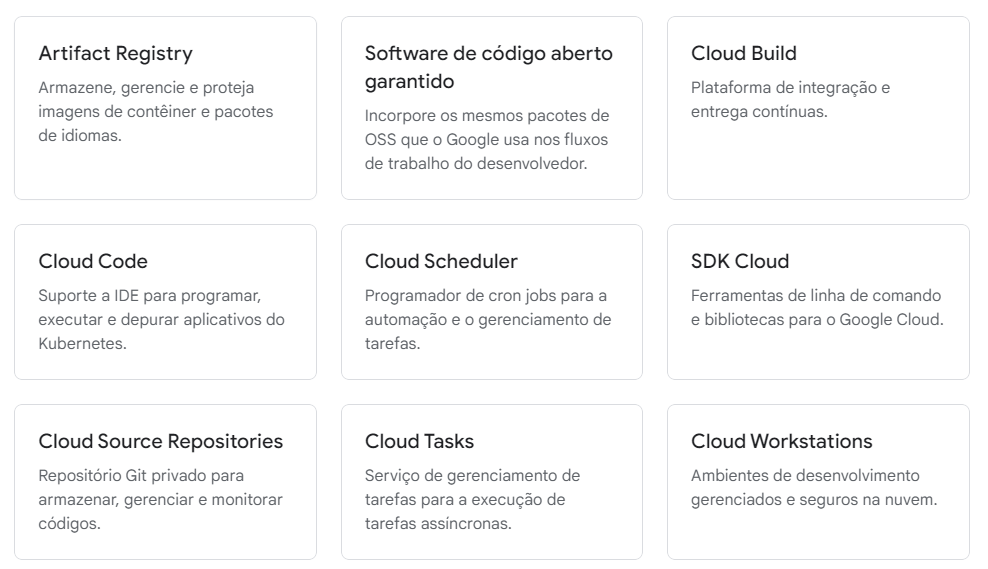 Artifact Registry
Armazene, gerencie e proteja
imagens de contêiner e pacotes
de idiomas.
Software de código aberto
garantido
Incorpore os mesmos pacotes de
OSS que o Google usa nos fluxos
de trabalho do desenvolvedor.
Cloud Build
Plataforma de integração e
entrega contínuas.
Cloud Code
Suporte a IDE para programar,
executar e depurar aplicativos do
Kubernetes.
Cloud Scheduler
Programador de cron jobs para a
automação e o gerenciamento de
tarefas.
SDK Cloud
Ferramentas de linha de comando
e bibliotecas para o Google Cloud.
Cloud Source Repositories
Repositório Git privado para
armazenar, gerenciar e monitorar
códigos.
Cloud Tasks
Serviço de gerenciamento de
tarefas para a execução de
tarefas assíncronas.
Cloud Workstations
Ambientes de desenvolvimento
gerenciados e seguros na nuvem.